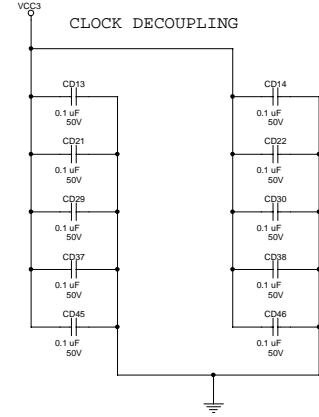 VCC3
CLOCK DECOUPLING
CD13
0.1 uF
50V
CD21
0.1 uF
50V
CD29
0.1 uF
50V
CD37
0.1 uF
50V
CD45
0.1 uF
50V
CD14
0.1 uF
50V
CD22
0.1 uF
50V
CD30
0.1 uF
50V
CD38
0.1 uF
50V
CD46
0.1 uF
50V